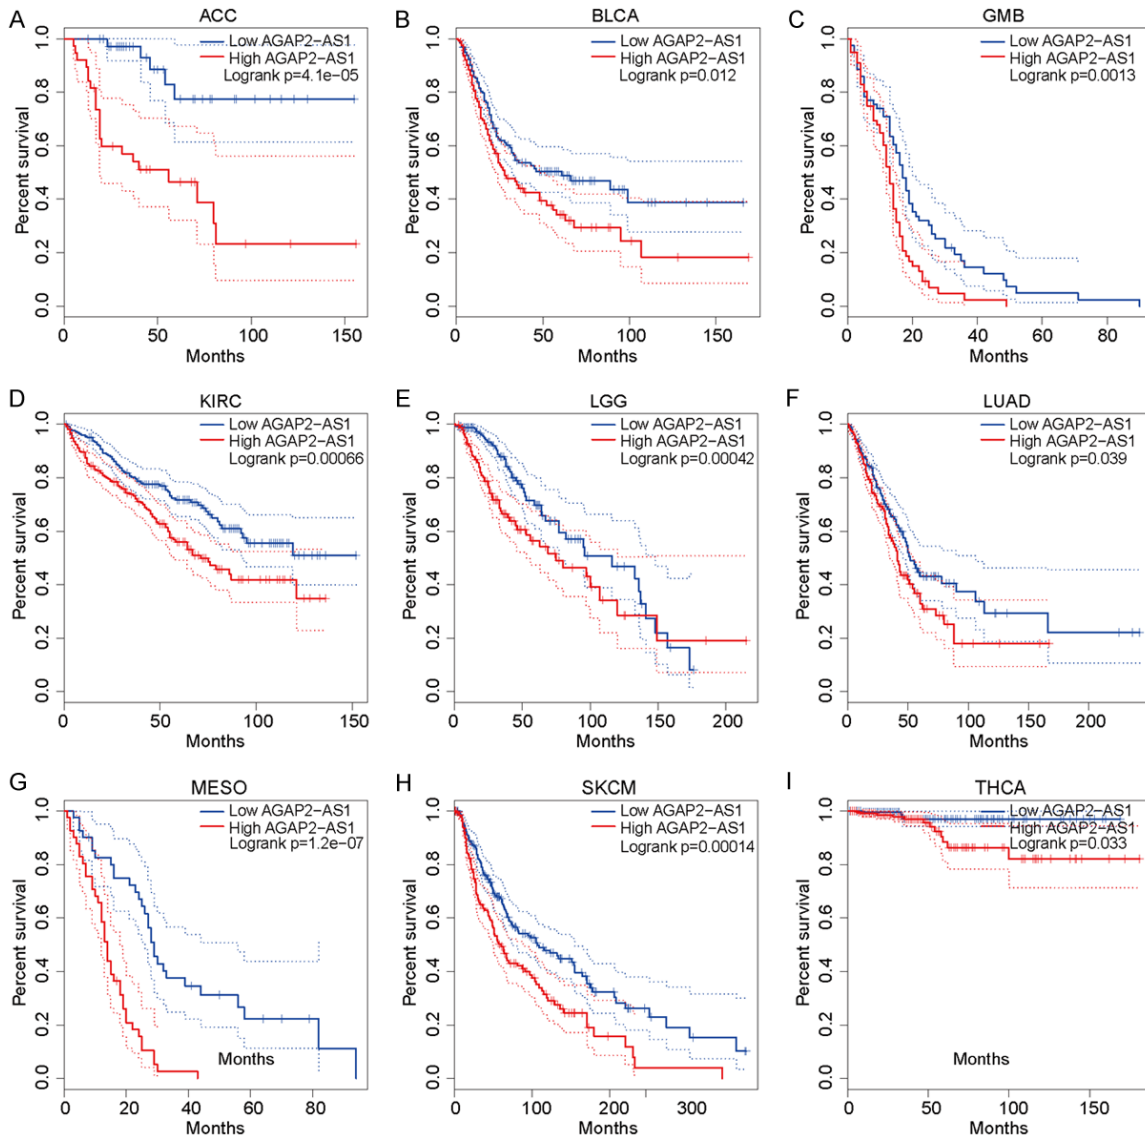 A
ACC
1.0
0.8
0.6
0.4
0.2
0.0
Percent survival
Low AGAP2−AS1
High AGAP2−AS1
Logrank p=4.1e−05
0
50
100
150
Months
B
BLCA
1.0
0.8
0.6
0.4
0.2
0.0
Percent survival
Low AGAP2−AS1
High AGAP2−AS1
Logrank p=0.012
0
50
100
150
Months
C
GMB
1.0
0.8
0.6
0.4
0.2
0.0
Percent survival
Low AGAP2−AS1
High AGAP2−AS1
Logrank p=0.0013
0
20
40
60
80
Months
D
KIRC
1.0
0.8
0.6
0.4
0.2
0.0
Percent survival
Low AGAP2−AS1
High AGAP2−AS1
Logrank p=0.00066
0
50
100
150
Months
E
LGG
1.0
0.8
0.6
0.4
0.2
0.0
Percent survival
Low AGAP2−AS1
High AGAP2−AS1
Logrank p=0.00042
0
50
100
150
200
Months
F
LUAD
1.0
0.8
0.6
0.4
0.2
0.0
Percent survival
Low AGAP2−AS1
High AGAP2−AS1
Logrank p=0.039
0
50
100
150
200
Months
G
MESO
1.0
0.8
0.6
0.4
0.2
0.0
Percent survival
Low AGAP2−AS1
High AGAP2−AS1
Logrank p=1.2e−07
Months
0
20
40
60
80
H
SKCM
1.0
0.8
0.6
0.4
0.2
0.0
Percent survival
Low AGAP2−AS1
High AGAP2−AS1
Logrank p=0.00014
0
100
200
300
Months
I
THCA
1.0
0.8
0.6
0.4
0.2
0.0
Percent survival
Low AGAP2−AS1
High AGAP2−AS1
Logrank p=0.033
Months
0
50
100
150